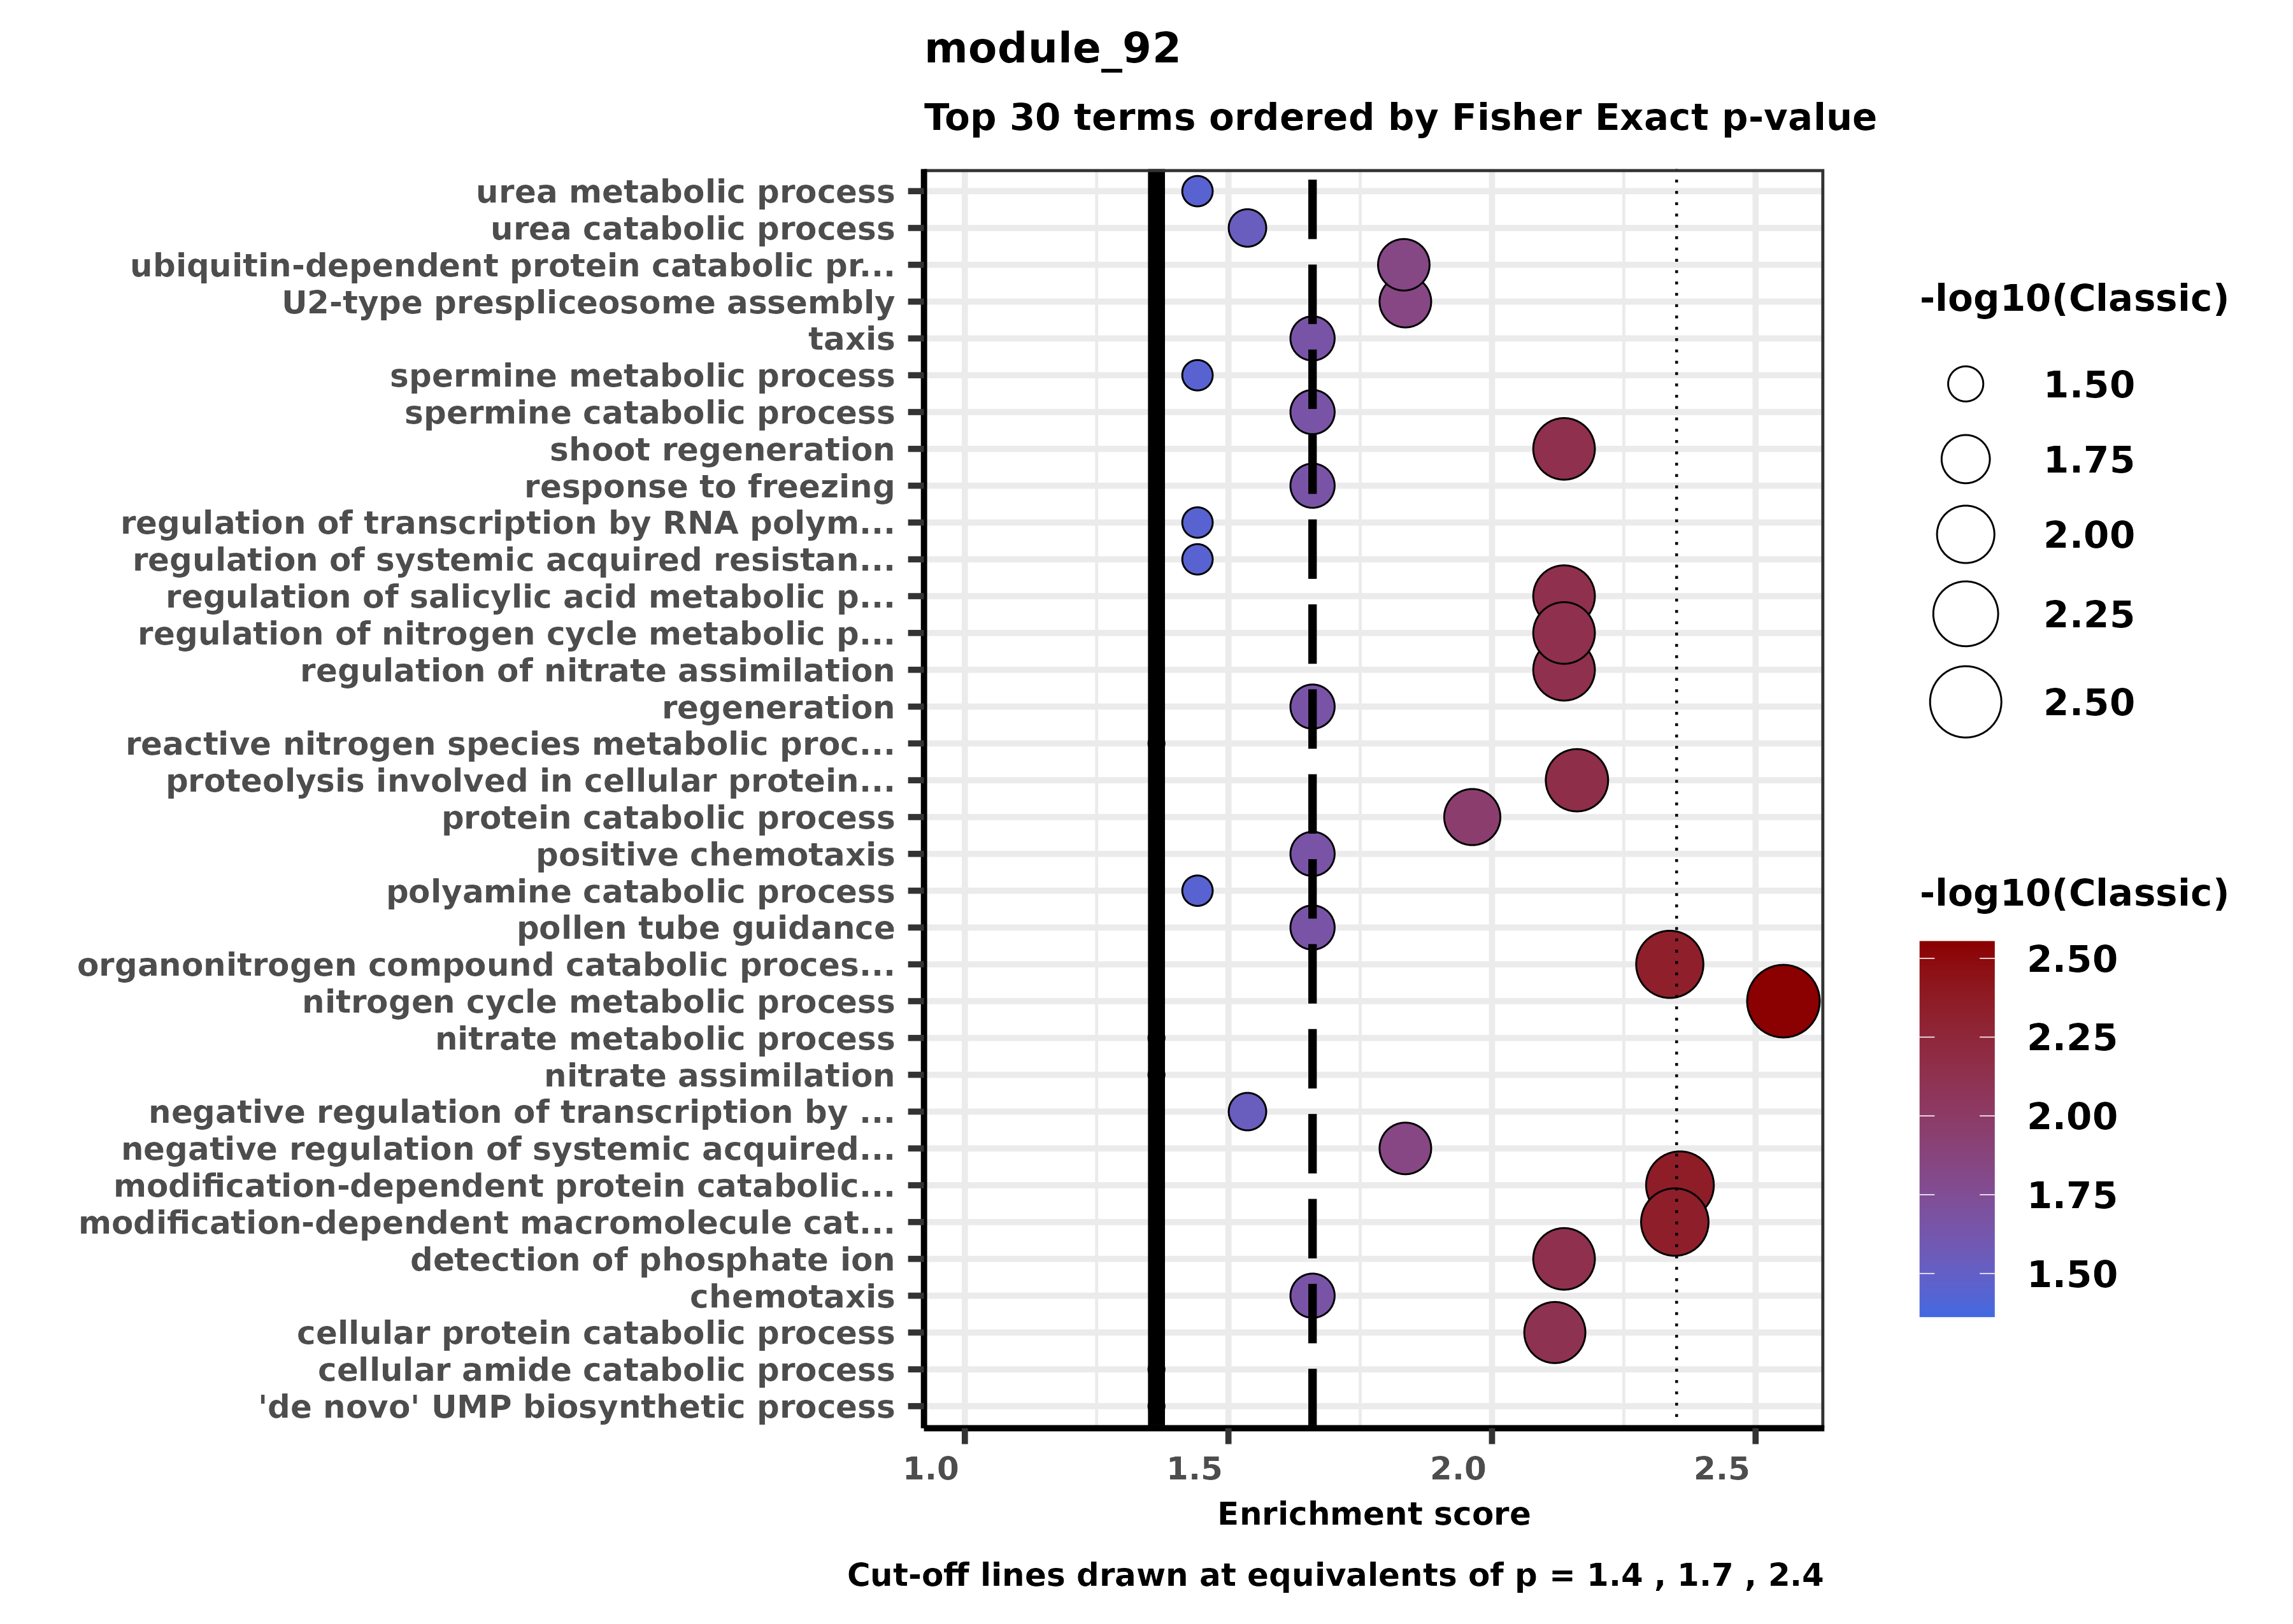 module_92
Top 30 terms ordered by Fisher Exact p-value
urea metabolic process
urea catabolic process
ubiquitin-dependent protein catabolic pr...
U2-type prespliceosome assembly
taxis
spermine metabolic process
spermine catabolic process
shoot regeneration
response to freezing
regulation of transcription by RNA polym...
regulation of systemic acquired resistan...
regulation of salicylic acid metabolic p...
regulation of nitrogen cycle metabolic p...
regulation of nitrate assimilation
regeneration
reactive nitrogen species metabolic proc...
proteolysis involved in cellular protein...
protein catabolic process
positive chemotaxis
polyamine catabolic process
pollen tube guidance
organonitrogen compound catabolic proces...
nitrogen cycle metabolic process
nitrate metabolic process
nitrate assimilation
negative regulation of transcription by ...
negative regulation of systemic acquired...
modification-dependent protein catabolic...
modification-dependent macromolecule cat...
detection of phosphate ion
chemotaxis
cellular protein catabolic process
cellular amide catabolic process
'de novo' UMP biosynthetic process
1.0 1.5 2.0 2.5
Enrichment score
Cut-off lines drawn at equivalents of p = 1.4 , 1.7 , 2.4
-log10(Classic)
1.50
1.75
2.00
2.25
2.50
-log10(Classic)
2.50
2.25
2.00
1.75
1.50